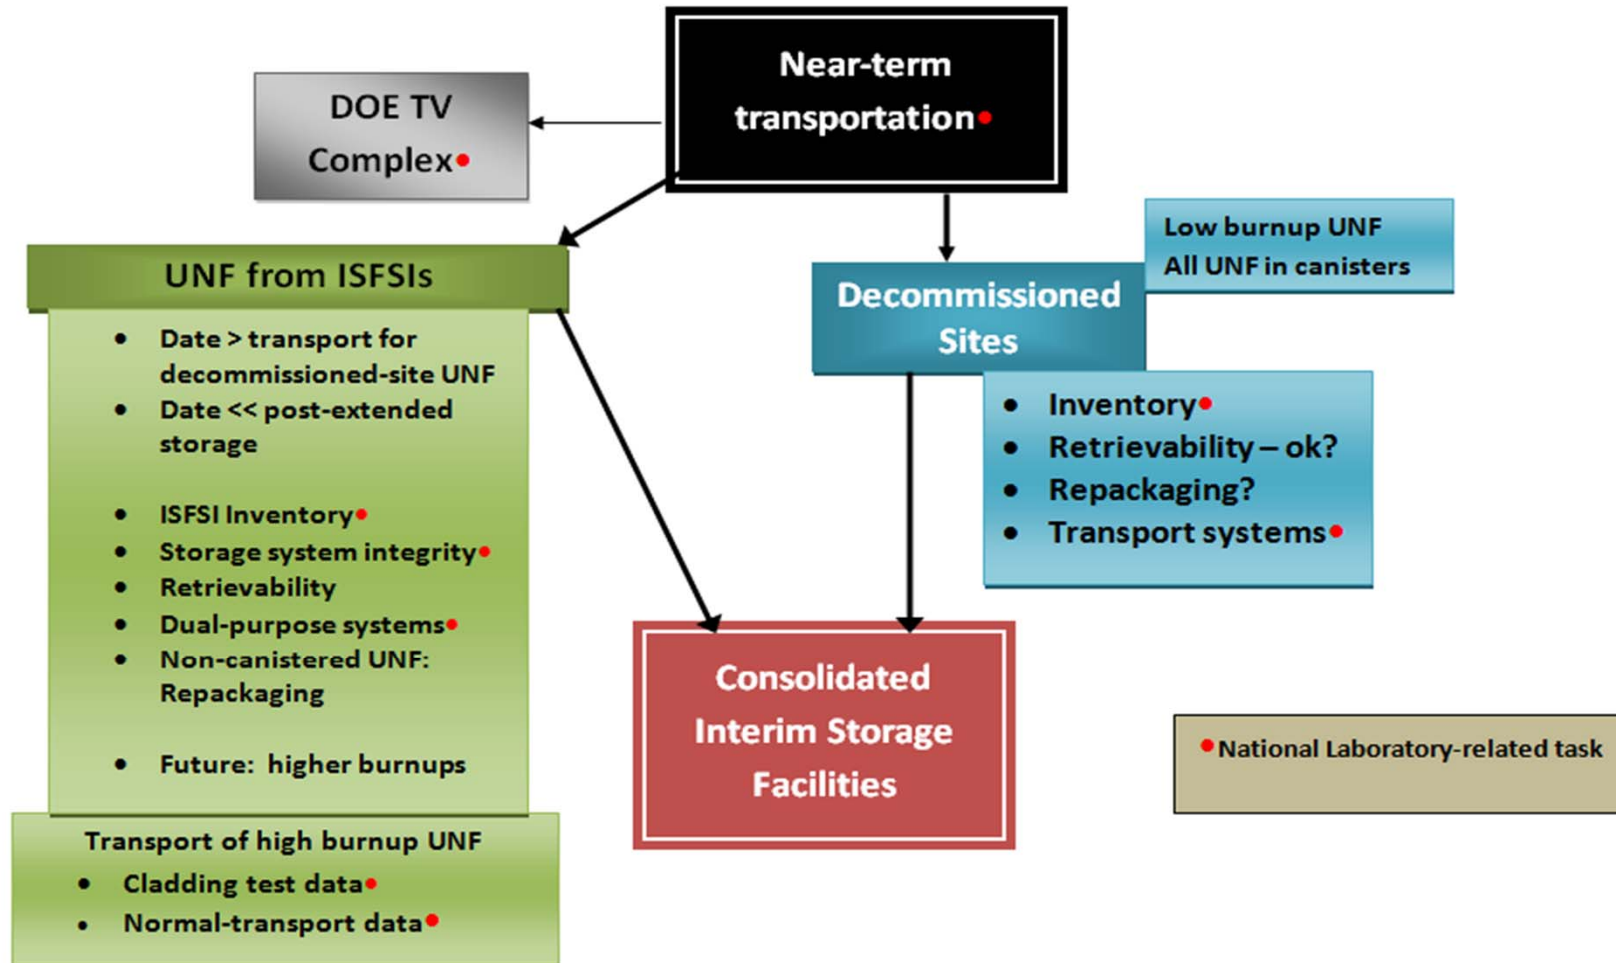 Near-term
transportation•
DOE TV
Complex•
UNF from ISFSIs
• Date > transport for
decommissioned-site UNF
• Date << post-extended
storage
• ISFSI Inventory•
• Storage system integrity•
• Retrievability
• Dual-purpose systems•
• Non-canistered UNF:
Repackaging
• Future: higher burnups
Transport of high burnup UNF
• Cladding test data•
• Normal-transport data•
Low burnup UNF
All UNF in canisters
Decommissioned
Sites
• Inventory•
• Retrievability – ok?
• Repackaging?
• Transport systems•
Consolidated
Interim Storage
Facilities
•National Laboratory-related task